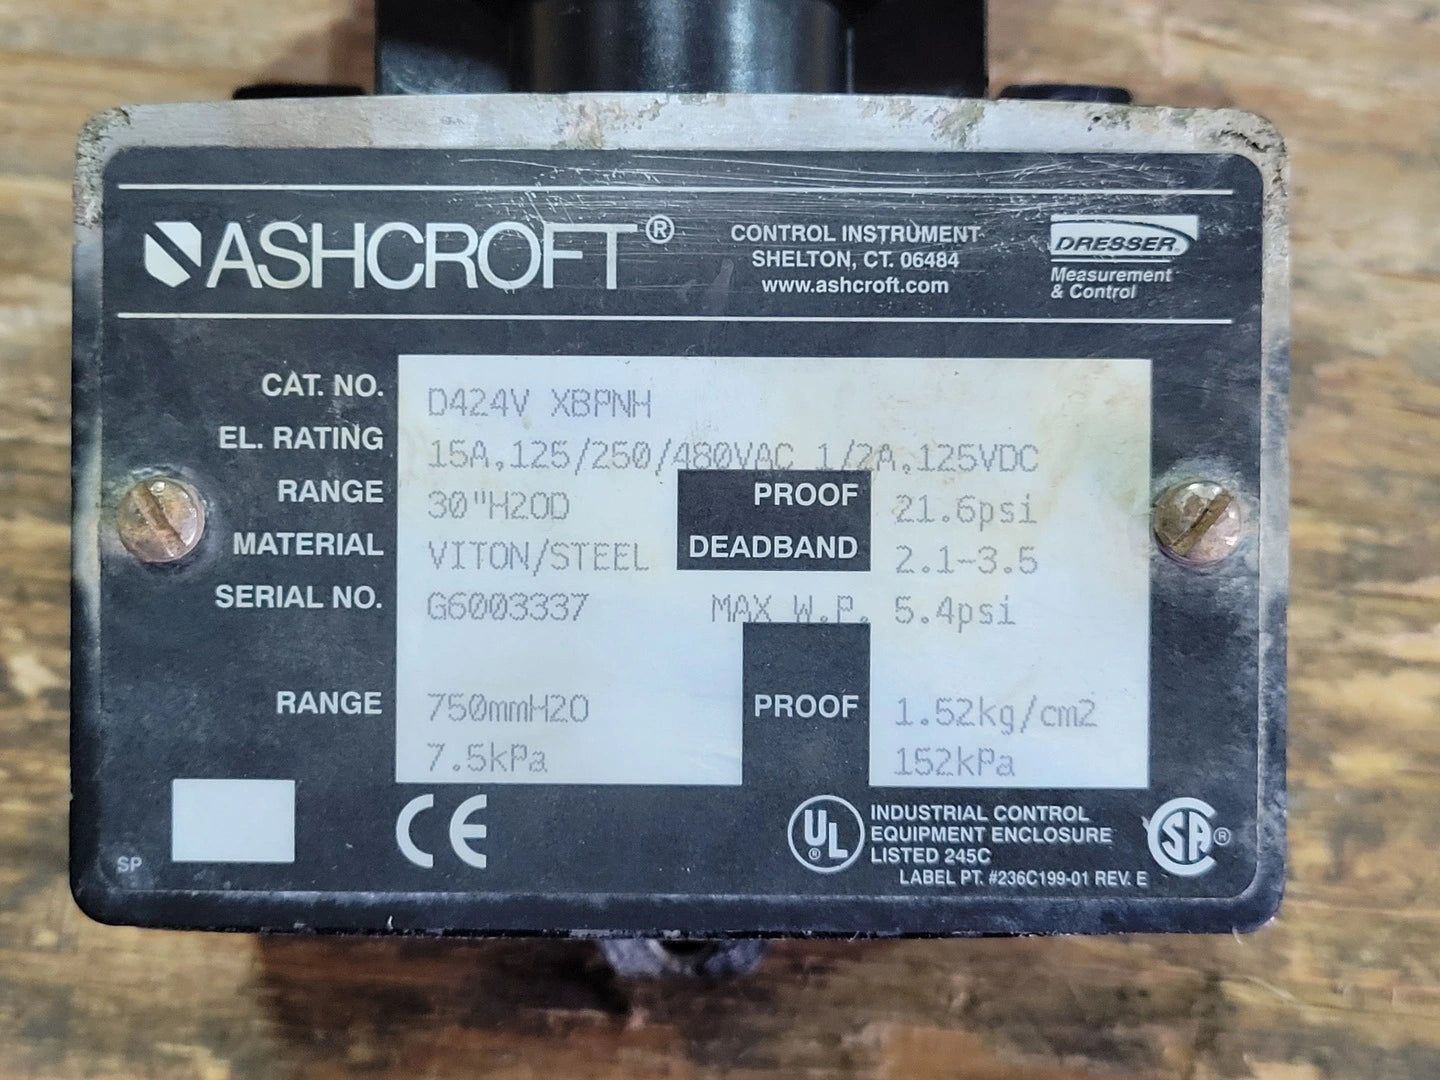 ASHCROFT®
CONTROL INSTRUMENT
SHELTON, CT. 06484
www.ashcroft.com
DRESSER®
Measurement
& Control
CAT. NO. D424V XBPNH
EL. RATING 15A,125/250/480VAC 1/2A,125VDC
RANGE 30"H2OD PROOF 21.6psi
MATERIAL VITON/STEEL DEADBAND 2.1-3.5
SERIAL NO. G6003337 MAX W.P. 5.4psi
RANGE 750mmH2O PROOF 1.52kg/cm2
7.5kPa 152kPa
SP
CE
UL®
INDUSTRIAL CONTROL
EQUIPMENT ENCLOSURE
LISTED 245C
SA®
LABEL PT. #236C199-01 REV. E